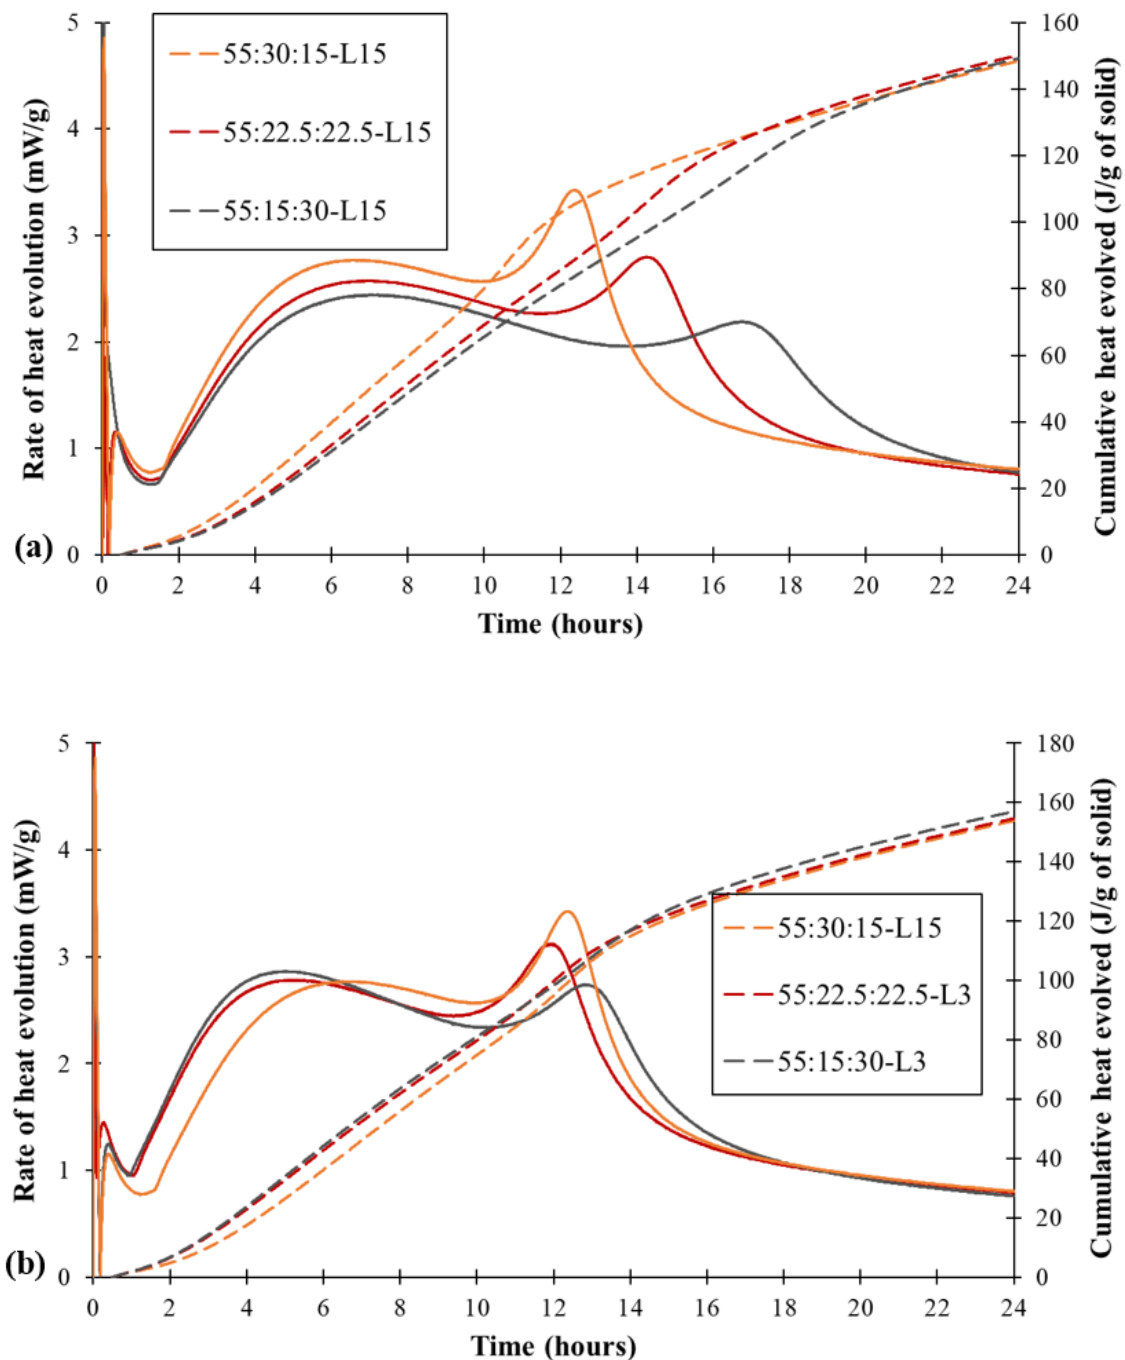 5
4
3
2
1
0
Rate of heat evolution (mW/g)
55:30:15-L15
55:22.5:22.5-L15
55:15:30-L15
160
140
120
100
80
60
40
20
0
Cumulative heat evolved (J/g of solid)
(a)
0 2 4 6 8 10 12 14 16 18 20 22 24
Time (hours)
5
4
3
2
1
0
Rate of heat evolution (mW/g)
180
160
140
120
100
80
60
40
20
0
Cumulative heat evolved (J/g of solid)
55:30:15-L15
55:22.5:22.5-L3
55:15:30-L3
(b)
0 2 4 6 8 10 12 14 16 18 20 22 24
Time (hours)